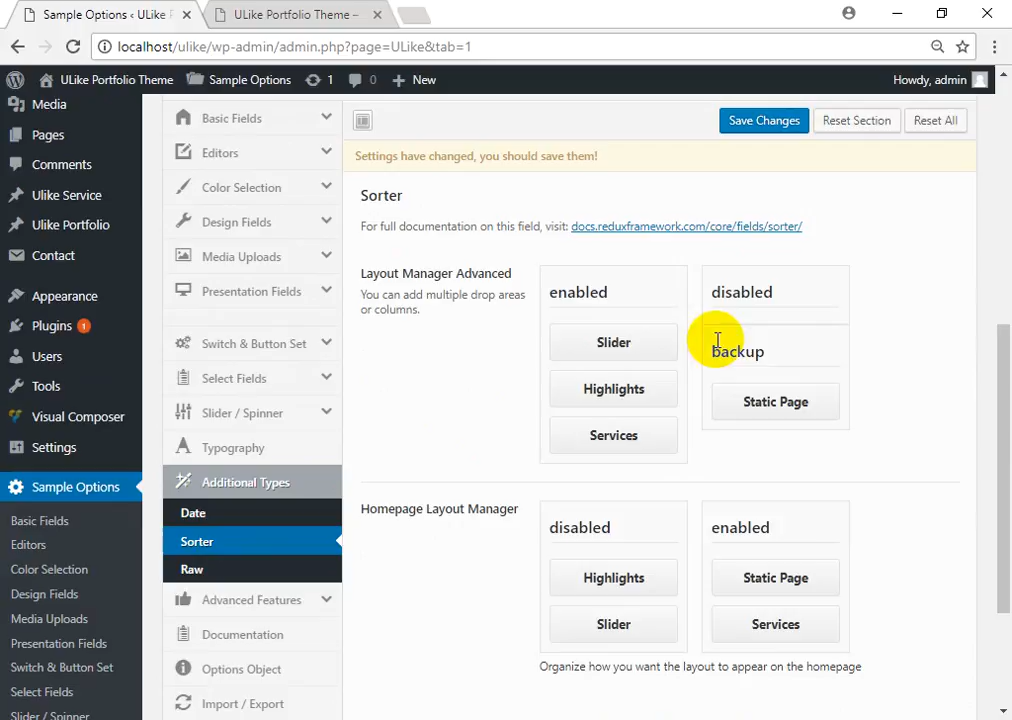 Sample Options ‹ ULike P
ULike Portfolio Theme –
localhost/ulike/wp-admin/admin.php?page=ULike&tab=1
ULike Portfolio Theme
Sample Options
1
0
New
Howdy, admin
Media
Pages
Comments
Ulike Service
Ulike Portfolio
Contact
Appearance
Plugins 1
Users
Tools
Visual Composer
Settings
Sample Options
Basic Fields
Editors
Color Selection
Design Fields
Media Uploads
Presentation Fields
Switch & Button Set
Select Fields
Slider / Spinner
Basic Fields
Editors
Color Selection
Design Fields
Media Uploads
Presentation Fields
Switch & Button Set
Select Fields
Slider / Spinner
Typography
Additional Types
Date
Sorter
Raw
Advanced Features
Documentation
Options Object
Import / Export
Save Changes
Reset Section
Reset All
Settings have changed, you should save them!
Sorter
For full documentation on this field, visit: docs.reduxframework.com/core/fields/sorter/
Layout Manager Advanced
You can add multiple drop areas
or columns.
enabled
Slider
Highlights
Services
disabled
backup
Static Page
Homepage Layout Manager
disabled
Highlights
Slider
enabled
Static Page
Services
Organize how you want the layout to appear on the homepage